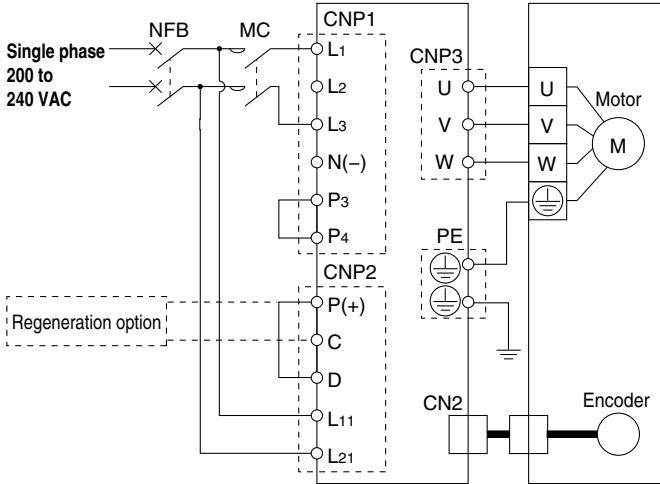 Single phase
200 to
240 VAC
NFB
MC
CNP1
L1
L2
L3
N(−)
P3
P4
CNP2
P(+)
C
D
L11
L21
Regeneration option
CNP3
U
V
W
PE
CN2
U
V
W
Motor
M
Encoder